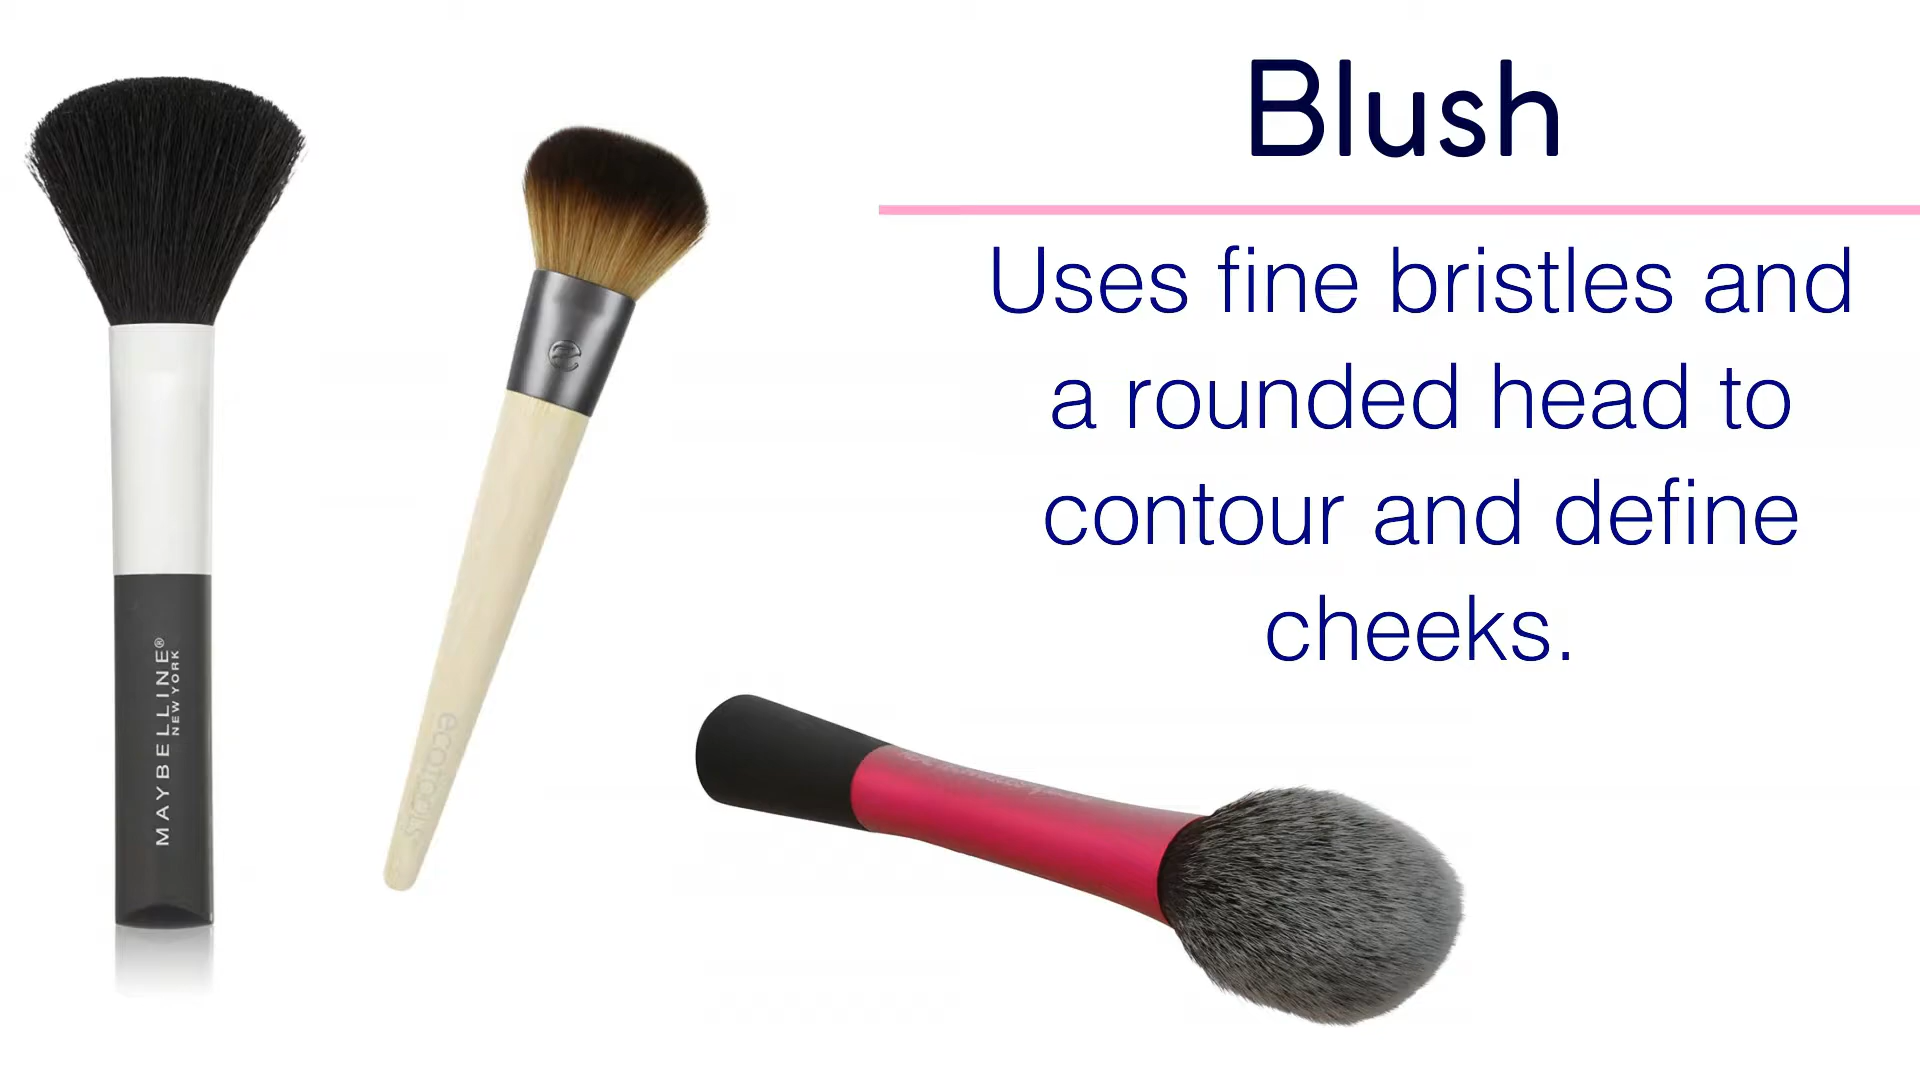 Blush
Uses fine bristles and
a rounded head to
contour and define
cheeks.
MAYBELLINE®
NEW YORK
ecotools